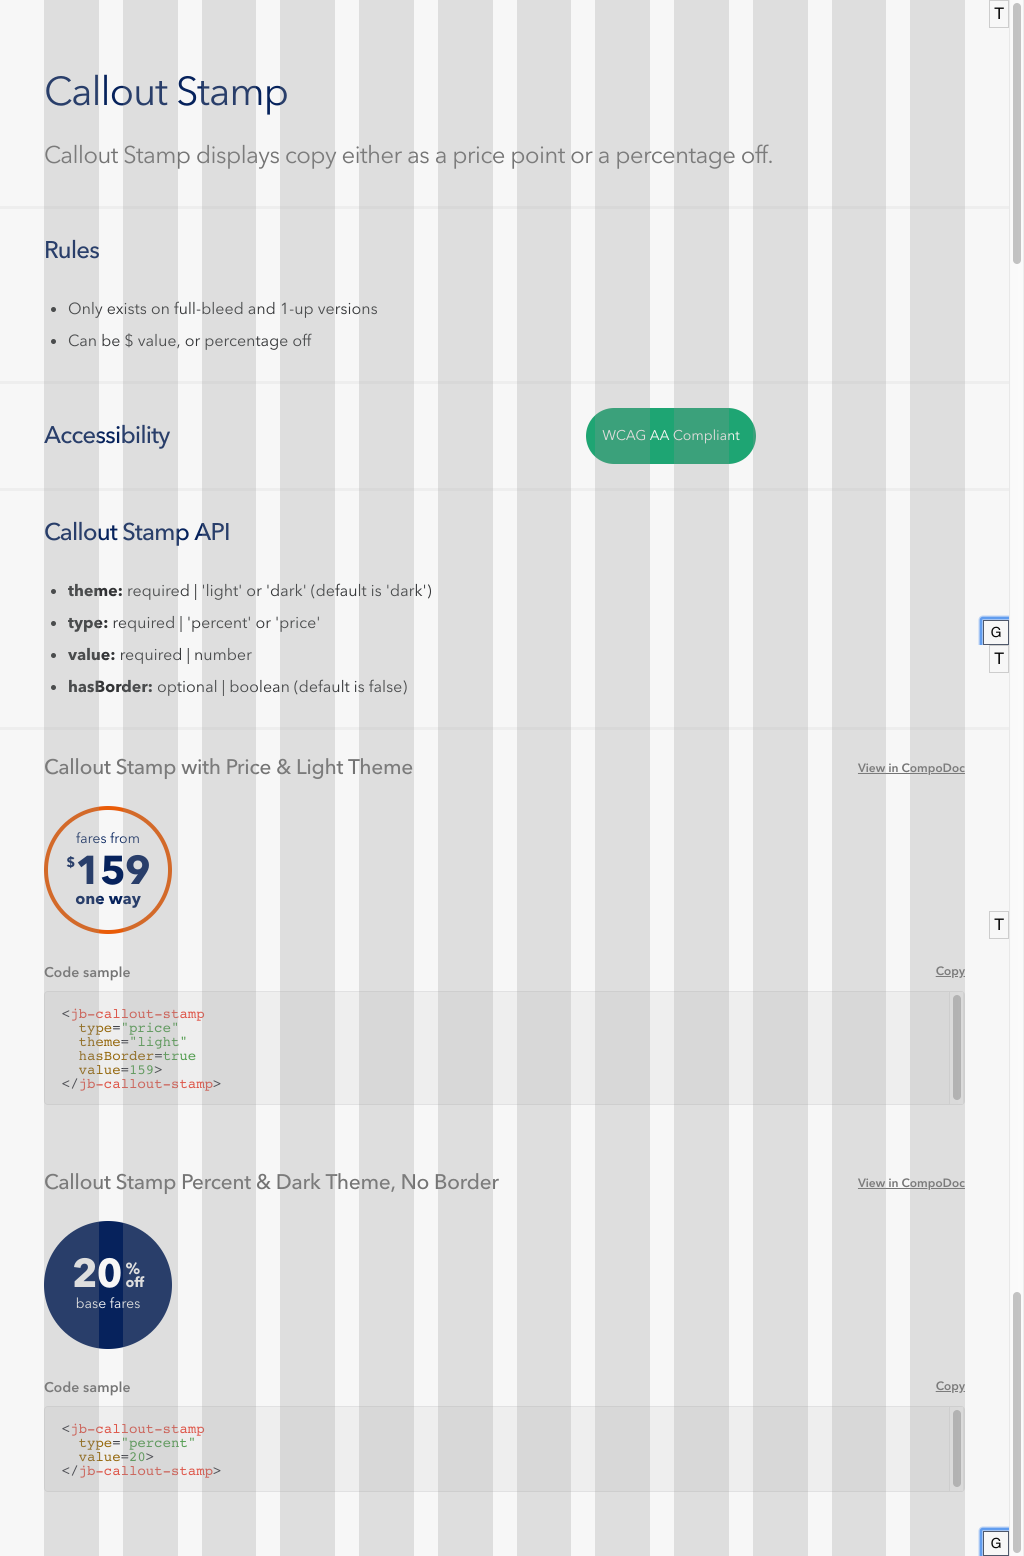 T
Callout Stamp
Callout Stamp displays copy either as a price point or a percentage off.
Rules
• Only exists on full-bleed and 1-up versions
• Can be $ value, or percentage off
Accessibility
WCAG AA Compliant
Callout Stamp API
• theme: required | 'light' or 'dark' (default is 'dark')
• type: required | 'percent' or 'price'
G
• value: required | number
T
• hasBorder: optional | boolean (default is false)
Callout Stamp with Price & Light Theme
View in CompoDoc
fares from
$159
one way
T
Code sample
Copy
<jb-callout-stamp
type="price"
theme="light"
hasBorder=true
value=159>
</jb-callout-stamp>
Callout Stamp Percent & Dark Theme, No Border
View in CompoDoc
20% off
base fares
Code sample
Copy
<jb-callout-stamp
type="percent"
value=20>
</jb-callout-stamp>
G